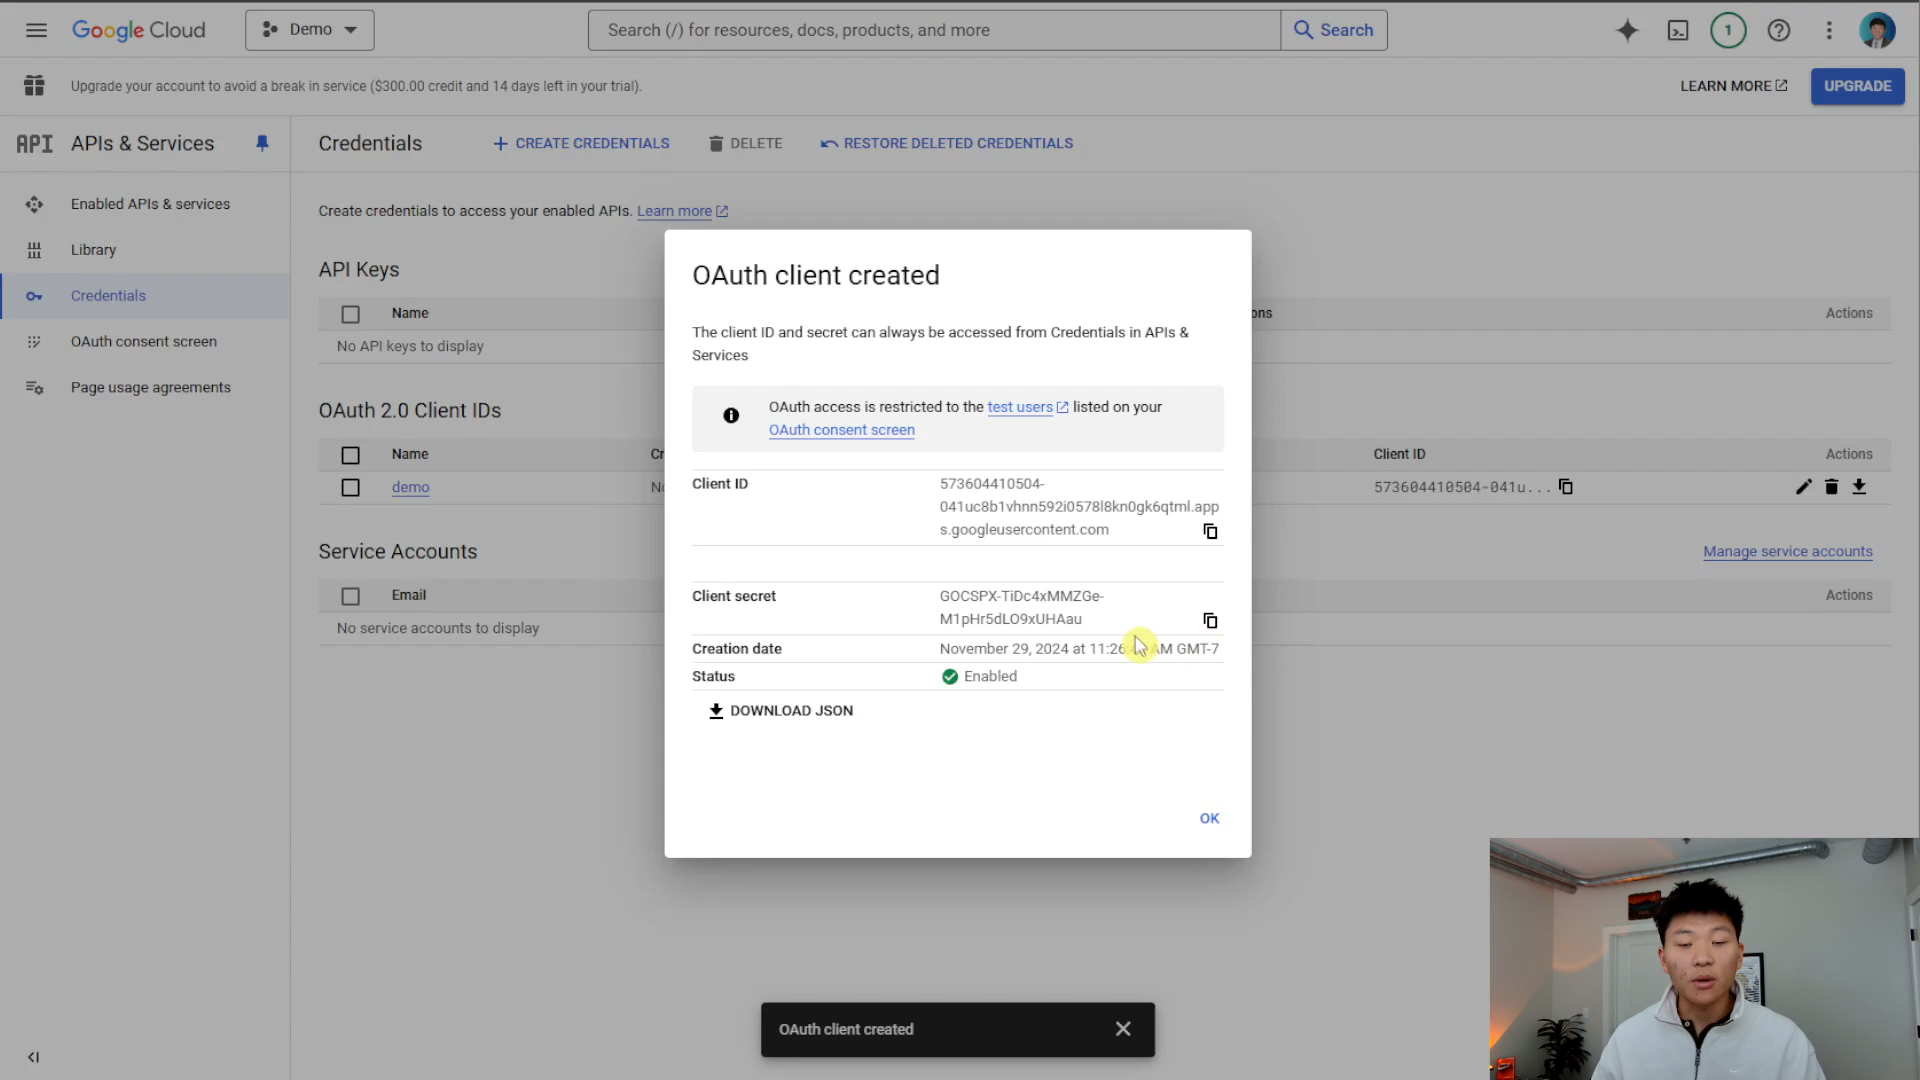 Google Cloud
Demo
Search (/) for resources, docs, products, and more
Search
1
Upgrade your account to avoid a break in service ($300.00 credit and 14 days left in your trial).
LEARN MORE
UPGRADE
API APIs & Services
Credentials
CREATE CREDENTIALS
DELETE
RESTORE DELETED CREDENTIALS
Enabled APIs & services
Library
Credentials
OAuth consent screen
Page usage agreements
Create credentials to access your enabled APIs. Learn more
API Keys
Name
Actions
No API keys to display
OAuth 2.0 Client IDs
Name
Client ID
Actions
demo
573604410504-041u...
Service Accounts
Manage service accounts
Email
Actions
No service accounts to display
OAuth client created
The client ID and secret can always be accessed from Credentials in APIs &
Services
OAuth access is restricted to the test users listed on your
OAuth consent screen
Client ID
573604410504-
041uc8b1vhnn592i0578l8kn0gk6qtml.app
s.googleusercontent.com
Client secret
GOCSPX-TiDc4xMMZGe-
M1pHr5dLO9xUHAau
Creation date
November 29, 2024 at AM GMT-7
Status
Enabled
DOWNLOAD JSON
OK
OAuth client created